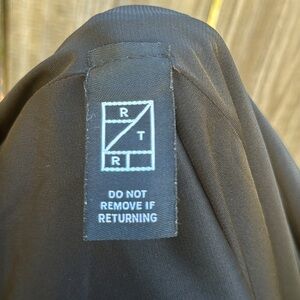 R
T
R
DO NOT
REMOVE IF
RETURNING